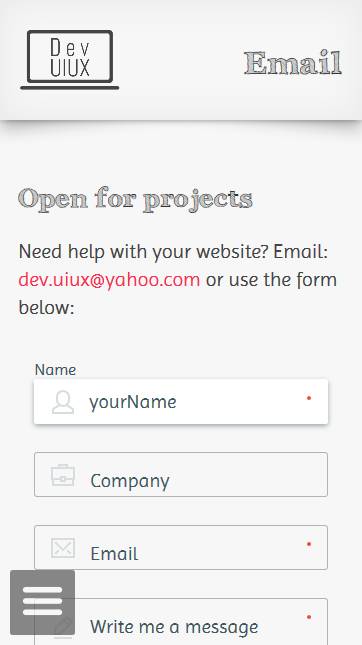 Dev
UIUX
Email
Open for projects
Need help with your website? Email:
dev.uiux@yahoo.com or use the form
below:
Name
yourName *
Company
Email *
Write me a message *